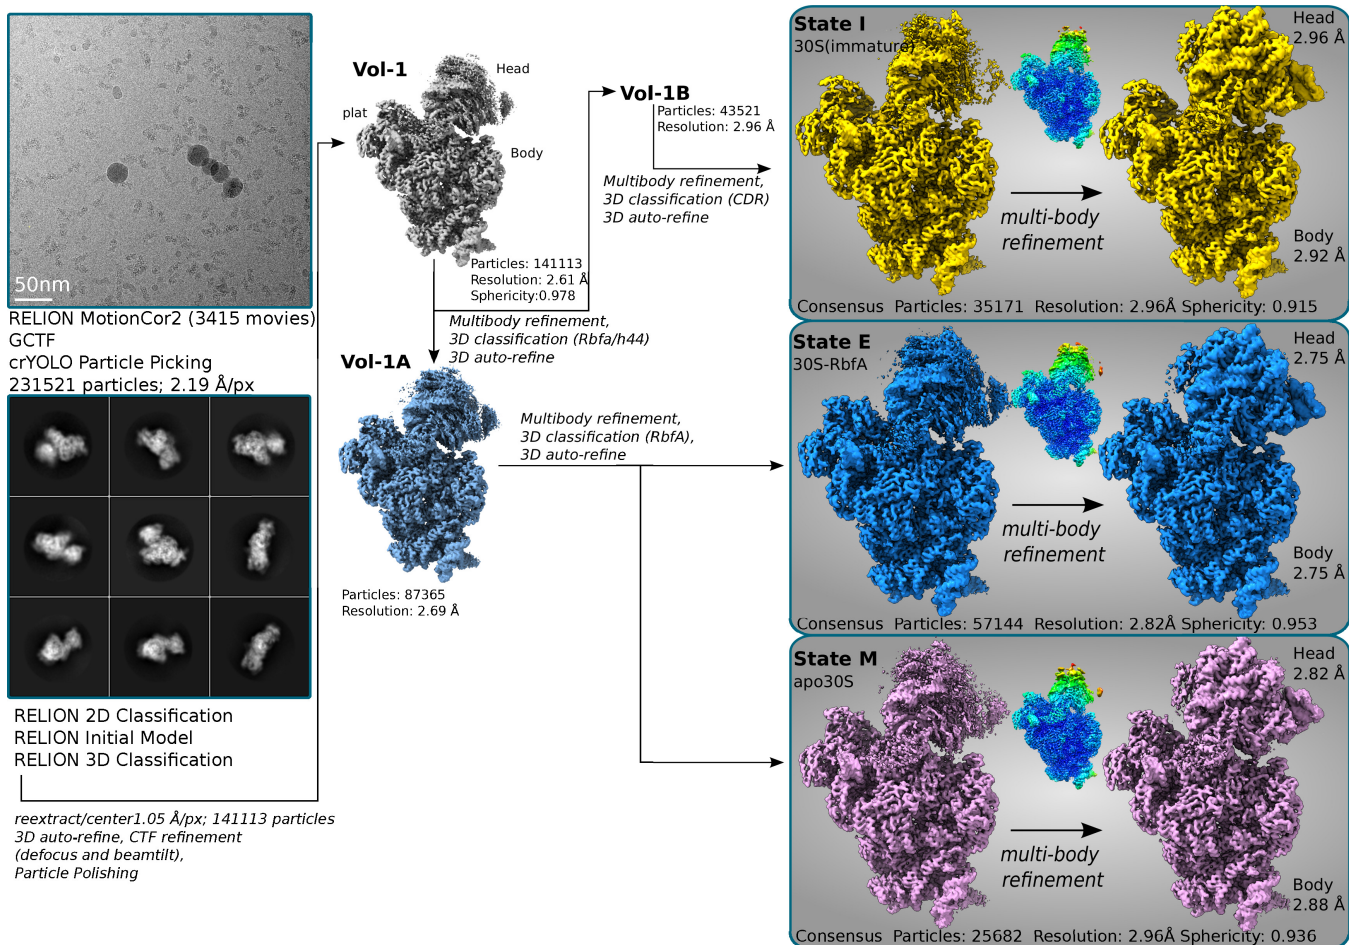 50nm
RELION MotionCor2 (3415 movies)
GCTF
crYOLO Particle Picking
231521 particles; 2.19 Å/px
RELION 2D Classification
RELION Initial Model
RELION 3D Classification
reextract/center1.05 Å/px; 141113 particles
3D auto-refine, CTF refinement
(defocus and beamtilt),
Particle Polishing
Vol-1
Head
plat
Body
Particles: 141113
Resolution: 2.61 Å
Sphericity:0.978
Multibody refinement,
3D classification (Rbfa/h44)
3D auto-refine
Vol-1A
Particles: 87365
Resolution: 2.69 Å
Multibody refinement,
3D classification (RbfA),
3D auto-refine
Vol-1B
Particles: 43521
Resolution: 2.96 Å
Multibody refinement,
3D classification (CDR)
3D auto-refine
State I
30S(immature)
multi-body
refinement
Head
2.96 Å
Body
2.92 Å
Consensus Particles: 35171 Resolution: 2.96Å Sphericity: 0.915
State E
30S-RbfA
multi-body
refinement
Head
2.75 Å
Body
2.75 Å
Consensus Particles: 57144 Resolution: 2.82Å Sphericity: 0.953
State M
apo30S
multi-body
refinement
Head
2.82 Å
Body
2.88 Å
Consensus Particles: 25682 Resolution: 2.96Å Sphericity: 0.936